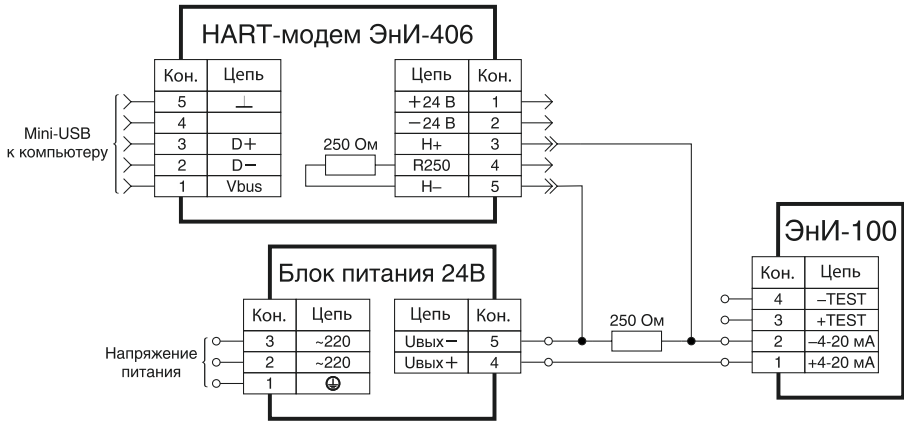 HART-модем ЭнИ-406
Кон. Цепь
5 ⊥
4
3 D+
2 D−
1 Vbus
Mini-USB
к компьютеру
250 Ом
Цепь Кон.
+24 В 1
−24 В 2
H+ 3
R250 4
H− 5
Блок питания 24В
Кон. Цепь
3 ~220
2 ~220
1
Напряжение
питания
Цепь Кон.
Uвых− 5
Uвых+ 4
250 Ом
ЭнИ-100
Кон. Цепь
4 −TEST
3 +TEST
2 −4-20 мА
1 +4-20 мА